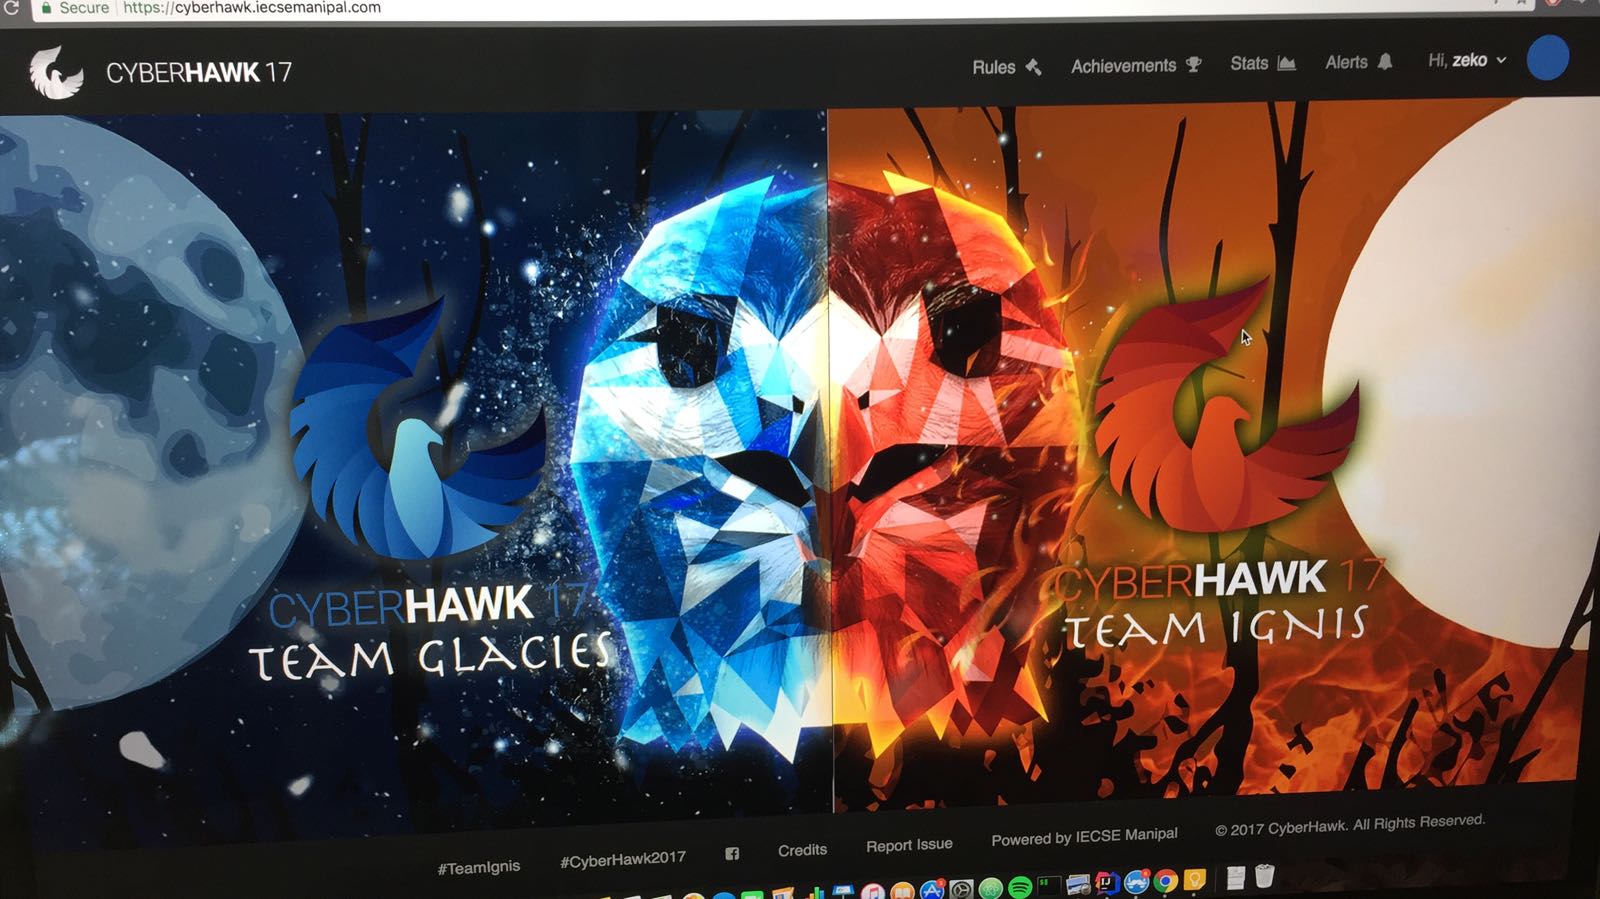 Secure https://cyberhawk.iecsemanipal.com
CYBERHAWK 17
Rules
Achievements
Stats
Alerts
Hi, zeko
CYBERHAWK 17
TEAM GLACIES
CYBERHAWK 17
TEAM IGNIS
#TeamIgnis
#CyberHawk2017
Credits
Report Issue
Powered by IECSE Manipal
© 2017 CyberHawk. All Rights Reserved.